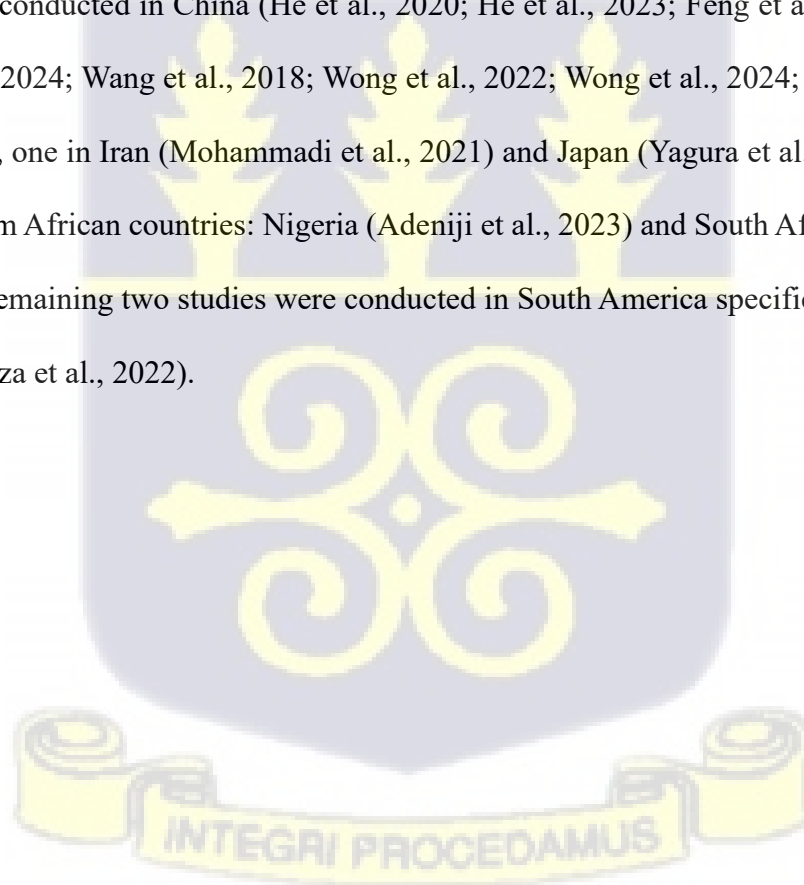 conducted in China (He et al., 2020; He et al., 2023; Feng et a
2024; Wang et al., 2018; Wong et al., 2022; Wong et al., 2024;
, one in Iran (Mohammadi et al., 2021) and Japan (Yagura et al.
m African countries: Nigeria (Adeniji et al., 2023) and South Af
emaining two studies were conducted in South America specific
za et al., 2022).
INTEGRI PROCEDAMUS